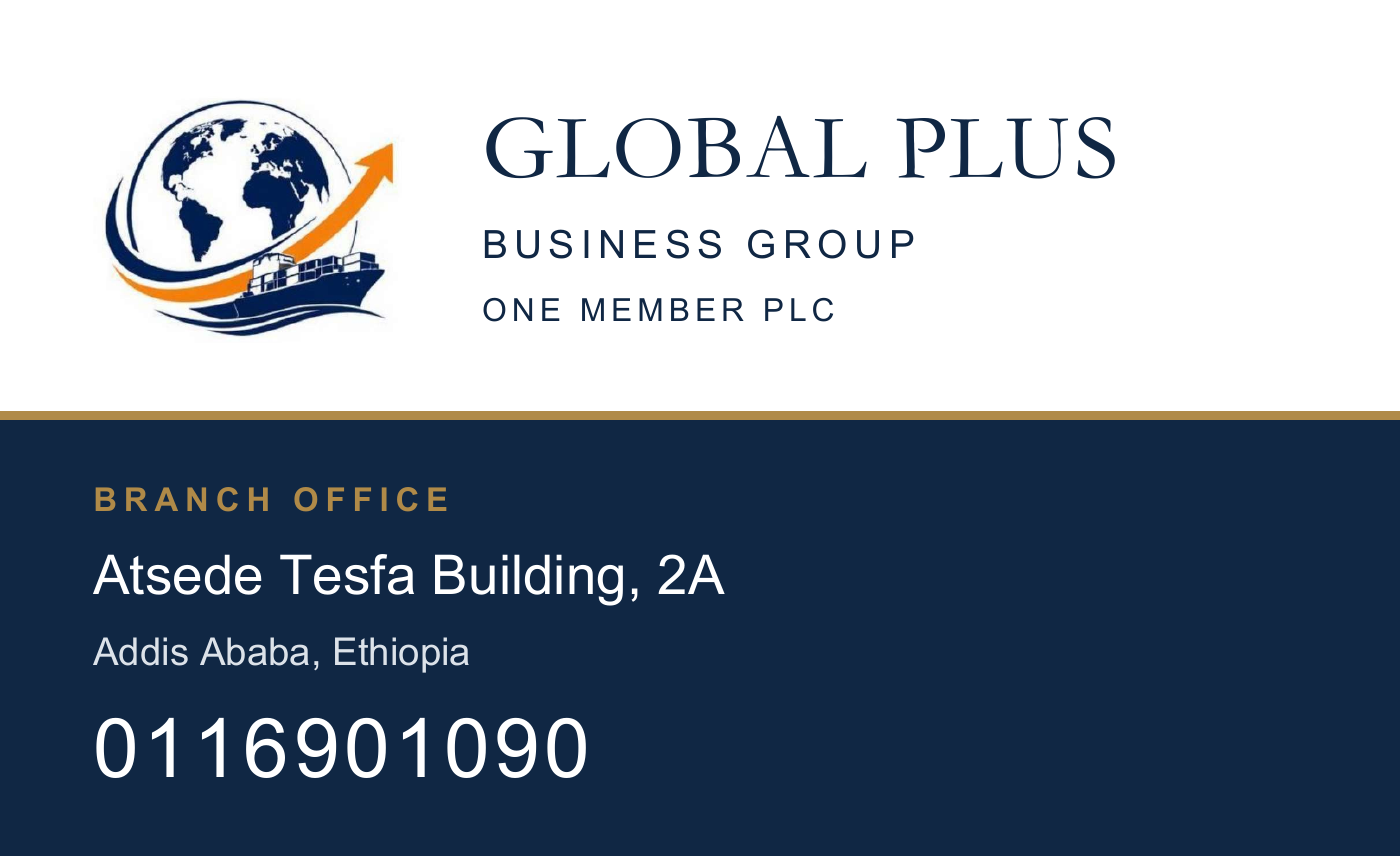 GLOBAL PLUS
BUSINESS GROUP
ONE MEMBER PLC
BRANCH OFFICE
Atsede Tesfa Building, 2A
Addis Ababa, Ethiopia
0116901090